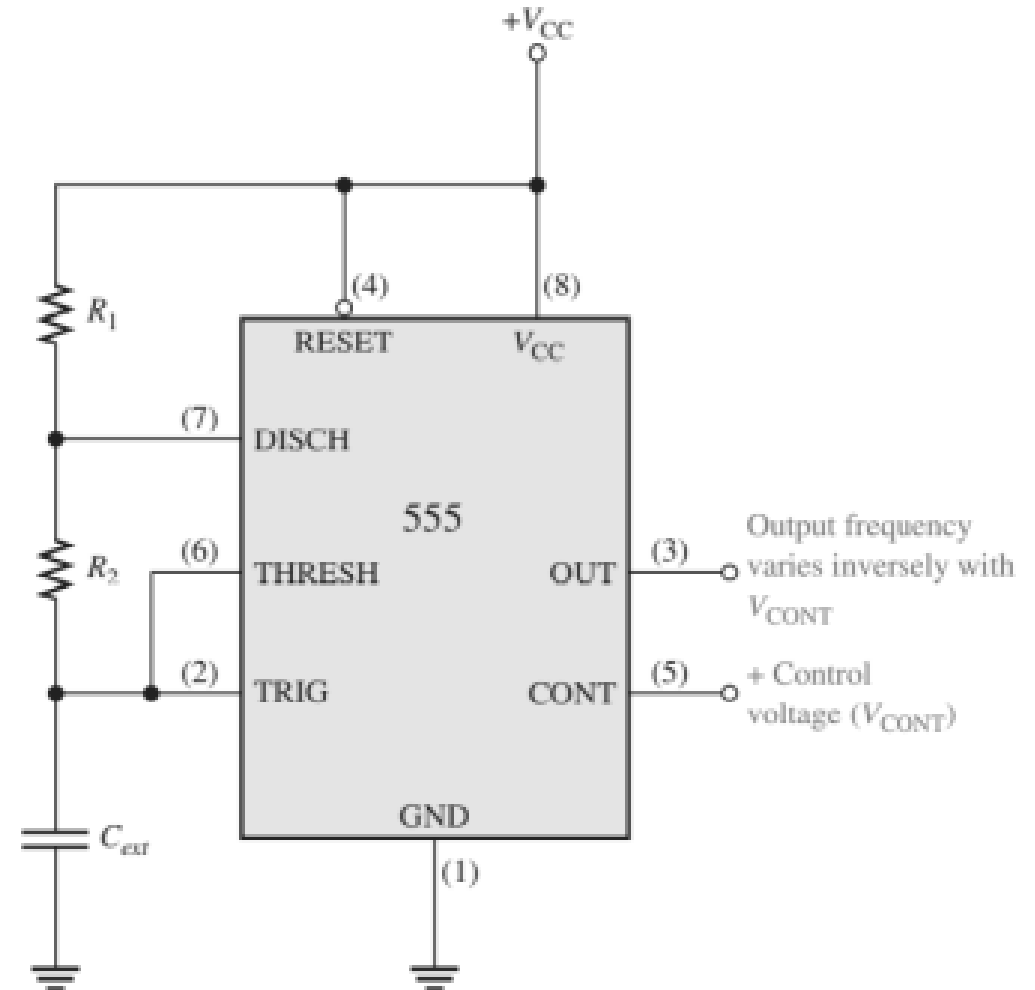 +VCC
(4)
(8)
R1
RESET
VCC
(7)
DISCH
555
(6)
R2
THRESH
OUT
(3)
Output frequency
varies inversely with
VCONT
(2)
TRIG
CONT
(5)
+ Control
voltage (VCONT)
GND
Cext
(1)